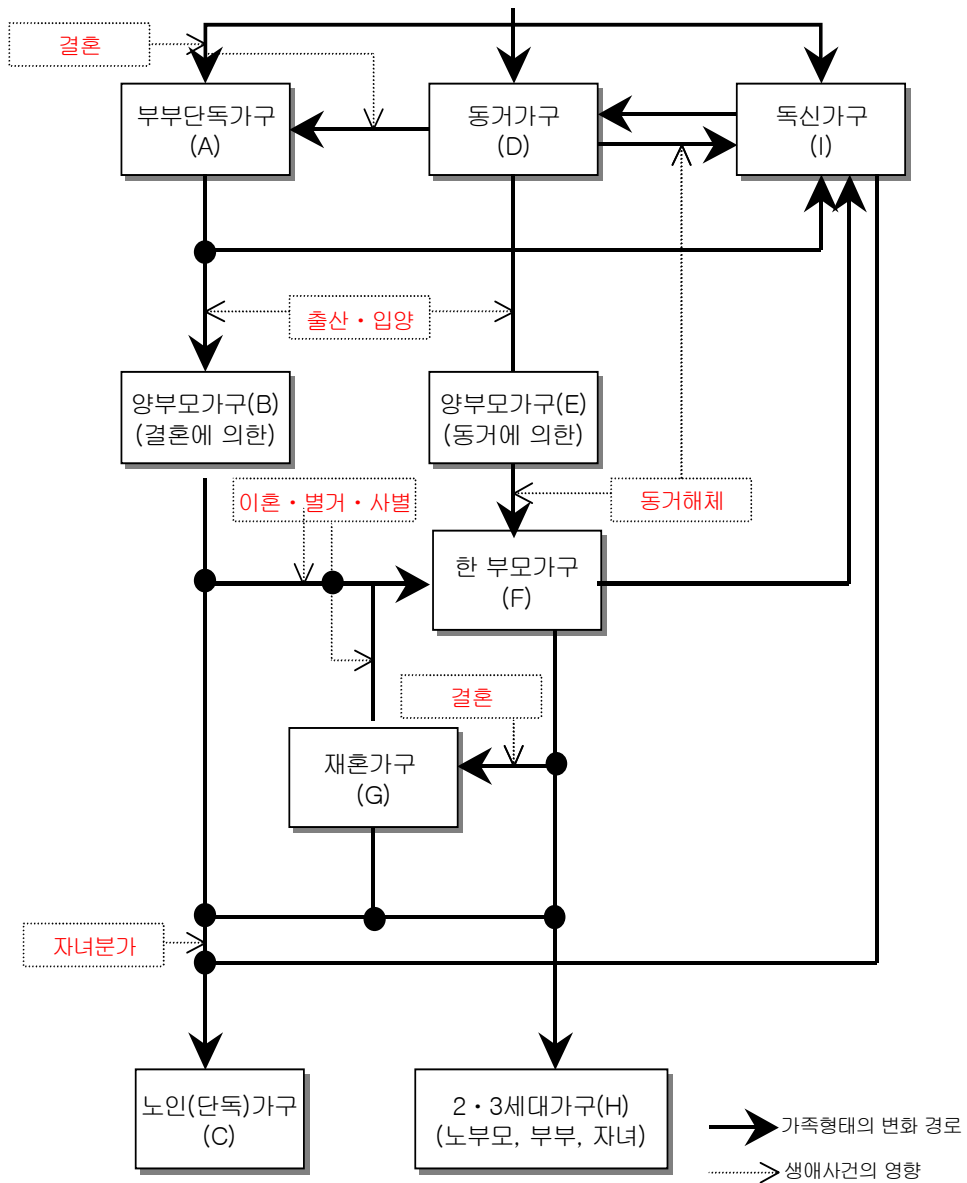 결혼
부부단독가구
(A)
동거가구
(D)
독신가구
(I)
출산・입양
양부모가구(B)
(결혼에 의한)
양부모가구(E)
(동거에 의한)
이혼・별거・사별
동거해체
한 부모가구
(F)
결혼
재혼가구
(G)
자녀분가
노인(단독)가구
(C)
2・3세대가구(H)
(노부모, 부부, 자녀)
가족형태의 변화 경로
생애사건의 영향